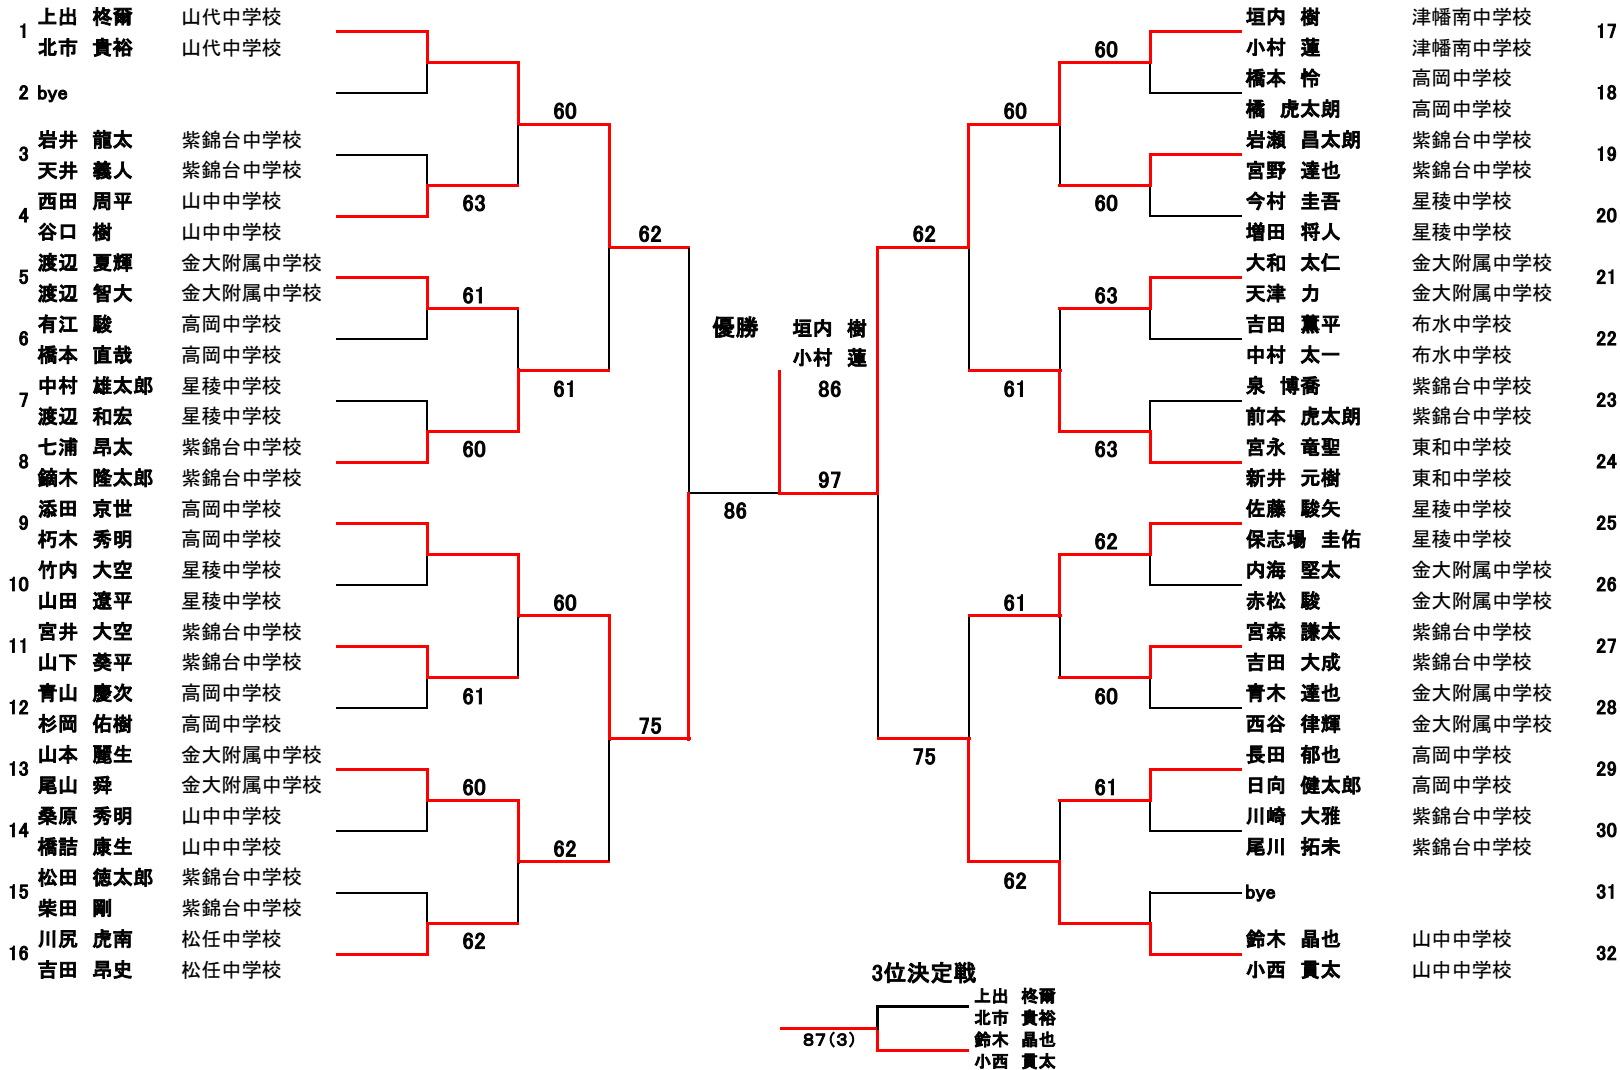 1 上出 柊爾 山代中学校
北市 貴裕 山代中学校
2 bye
3 岩井 龍太 紫錦台中学校
天井 義人 紫錦台中学校
4 西田 周平 山中中学校
谷口 樹 山中中学校
5 渡辺 夏輝 金大附属中学校
渡辺 智大 金大附属中学校
6 有江 駿 高岡中学校
橋本 直哉 高岡中学校
7 中村 雄太郎 星稜中学校
渡辺 和宏 星稜中学校
8 七浦 昂太 紫錦台中学校
鏑木 隆太郎 紫錦台中学校
9 添田 京世 高岡中学校
朽木 秀明 高岡中学校
10 竹内 大空 星稜中学校
山田 遼平 星稜中学校
11 宮井 大空 紫錦台中学校
山下 葵平 紫錦台中学校
12 青山 慶次 高岡中学校
杉岡 佑樹 高岡中学校
13 山本 麗生 金大附属中学校
尾山 舜 金大附属中学校
14 桑原 秀明 山中中学校
橋詰 康生 山中中学校
15 松田 徳太郎 紫錦台中学校
柴田 剛 紫錦台中学校
16 川尻 虎南 松任中学校
吉田 昂史 松任中学校
60
63
61
60
61
60
62
61
60
61
62
62
75
86
優勝
垣内 樹
小村 蓮
86
97
62
75
60
61
61
62
60
60
63
63
62
60
61
垣内 樹 津幡南中学校 17
小村 蓮 津幡南中学校
橋本 怜 高岡中学校 18
橘 虎太朗 高岡中学校
岩瀬 昌太朗 紫錦台中学校 19
宮野 達也 紫錦台中学校
今村 圭吾 星稜中学校 20
増田 将人 星稜中学校
大和 太仁 金大附属中学校 21
天津 力 金大附属中学校
吉田 薫平 布水中学校 22
中村 太一 布水中学校
泉 博喬 紫錦台中学校 23
前本 虎太朗 紫錦台中学校
宮永 竜聖 東和中学校 24
新井 元樹 東和中学校
佐藤 駿矢 星稜中学校 25
保志場 圭佑 星稜中学校
内海 堅太 金大附属中学校 26
赤松 駿 金大附属中学校
宮森 謙太 紫錦台中学校 27
吉田 大成 紫錦台中学校
青木 達也 金大附属中学校 28
西谷 律輝 金大附属中学校
長田 郁也 高岡中学校 29
日向 健太郎 高岡中学校
川崎 大雅 紫錦台中学校 30
尾川 拓未 紫錦台中学校
bye 31
鈴木 晶也 山中中学校 32
小西 貫太 山中中学校
3位決定戦
上出 柊爾
北市 貴裕
鈴木 晶也
小西 貫太
87(3)